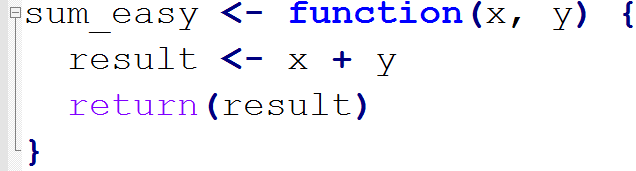 sum_easy <- function(x, y) {
  result <- x + y
  return(result)
}